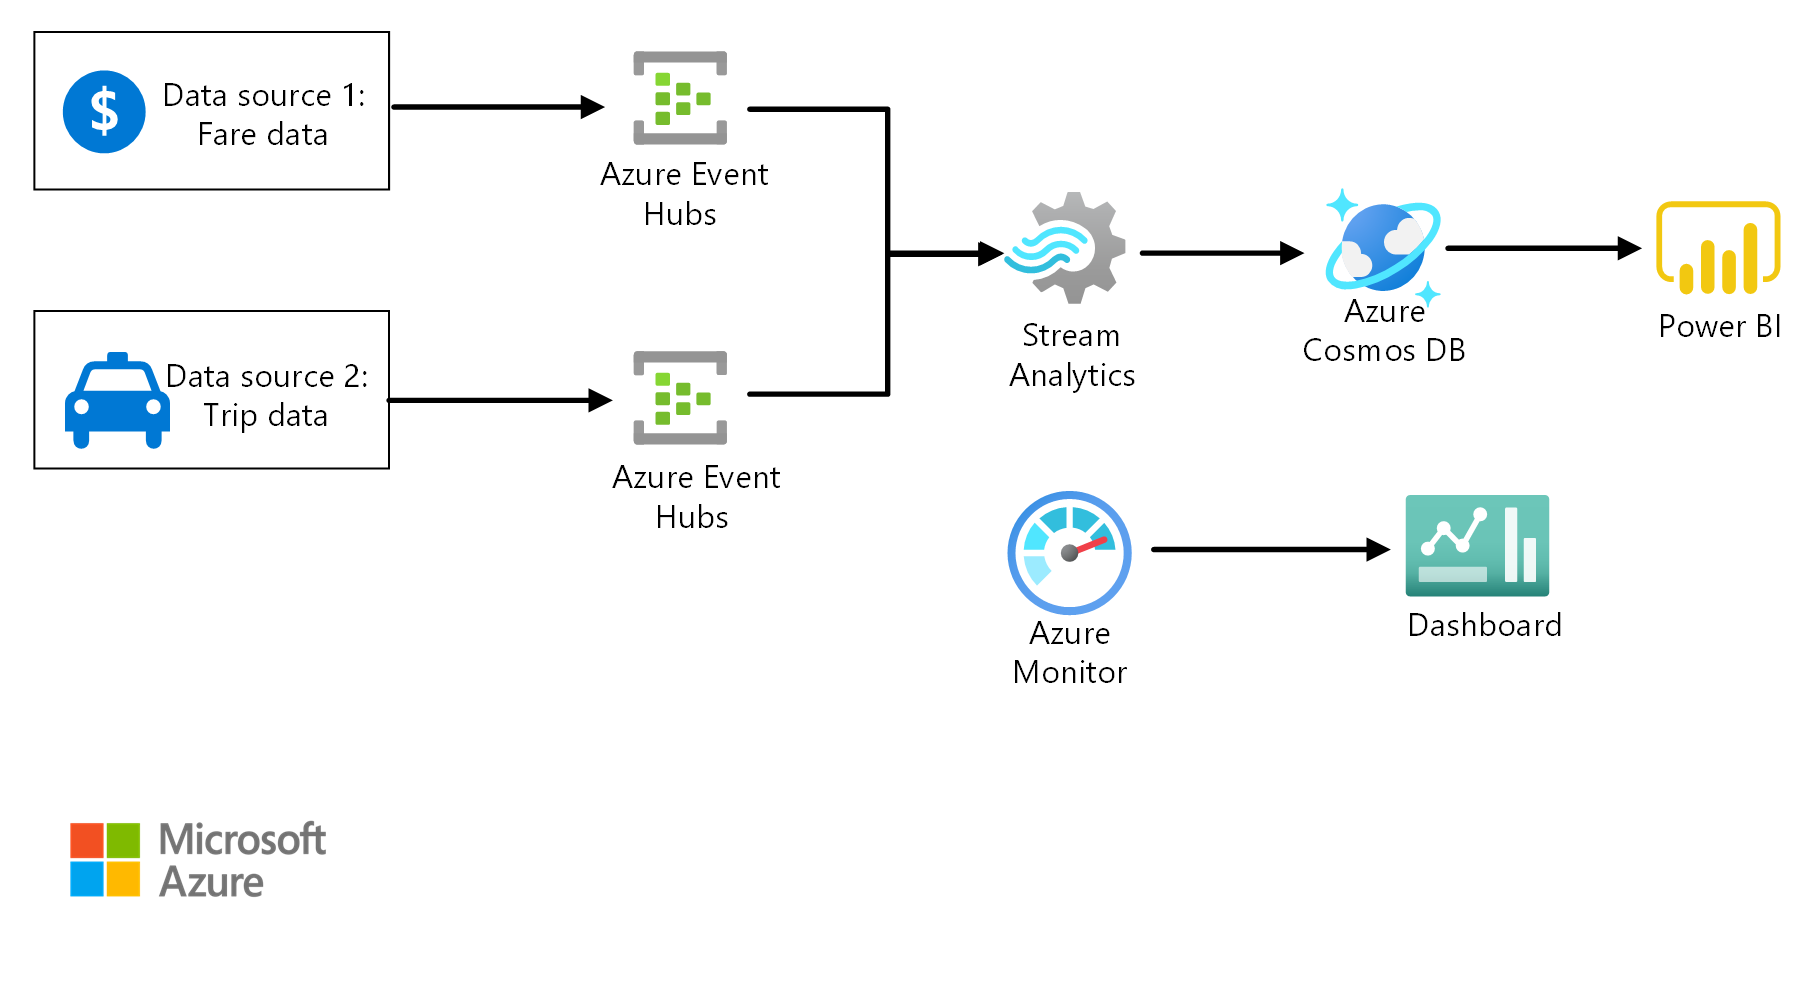 $
Data source 1:
Fare data
Azure Event
Hubs
Data source 2:
Trip data
Azure Event
Hubs
Stream
Analytics
Azure
Cosmos DB
Power BI
Azure
Monitor
Dashboard
Microsoft
Azure